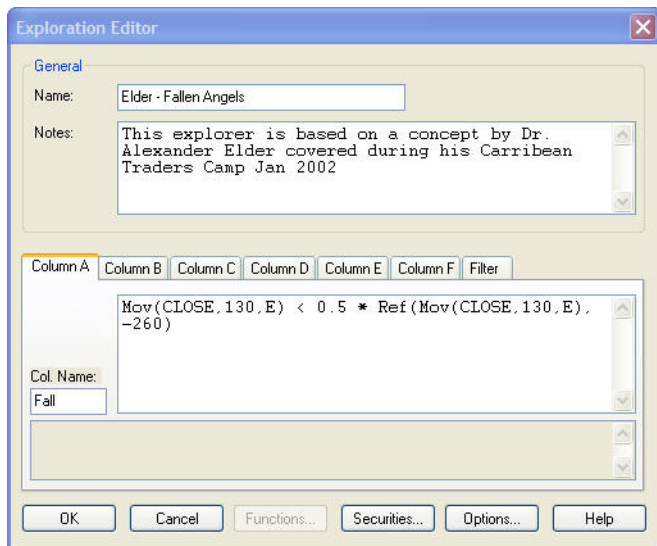 Exploration Editor
General
Name:
Elder - Fallen Angels
Notes:
This explorer is based on a concept by Dr.
Alexander Elder covered during his Carribean
Traders Camp Jan 2002
Column A Column B Column C Column D Column E Column F Filter
Mov(CLOSE,130,E) < 0.5 * Ref(Mov(CLOSE,130,E),
-260)
Col. Name:
Fall
OK Cancel Functions... Securities... Options... Help